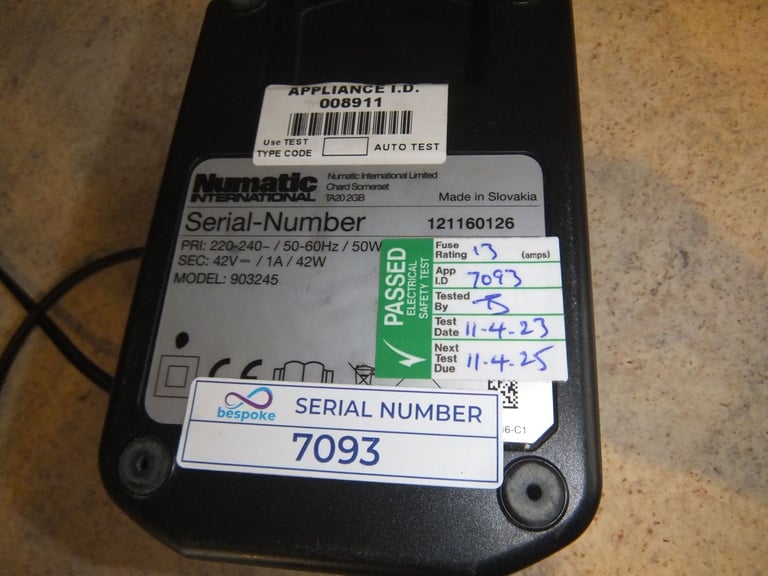 APPLIANCE I.D.
008911
Use TEST
TYPE CODE
AUTO TEST
Numatic
INTERNATIONAL
Numatic International Limited
Chard Somerset
TA20 2GB
Made in Slovakia
Serial-Number 121160126
PRI: 220-240~ / 50-60Hz / 50W
SEC: 42V⎓ / 1A / 42W
MODEL: 903245
PASSED
ELECTRICAL
SAFETY TEST
Fuse
Rating 13 (amps)
App
I.D 7093
Tested
By
Test
Date 11-4-23
Next
Test
Due 11.4.25
CE
6-C1
bespoke
SERIAL NUMBER
7093